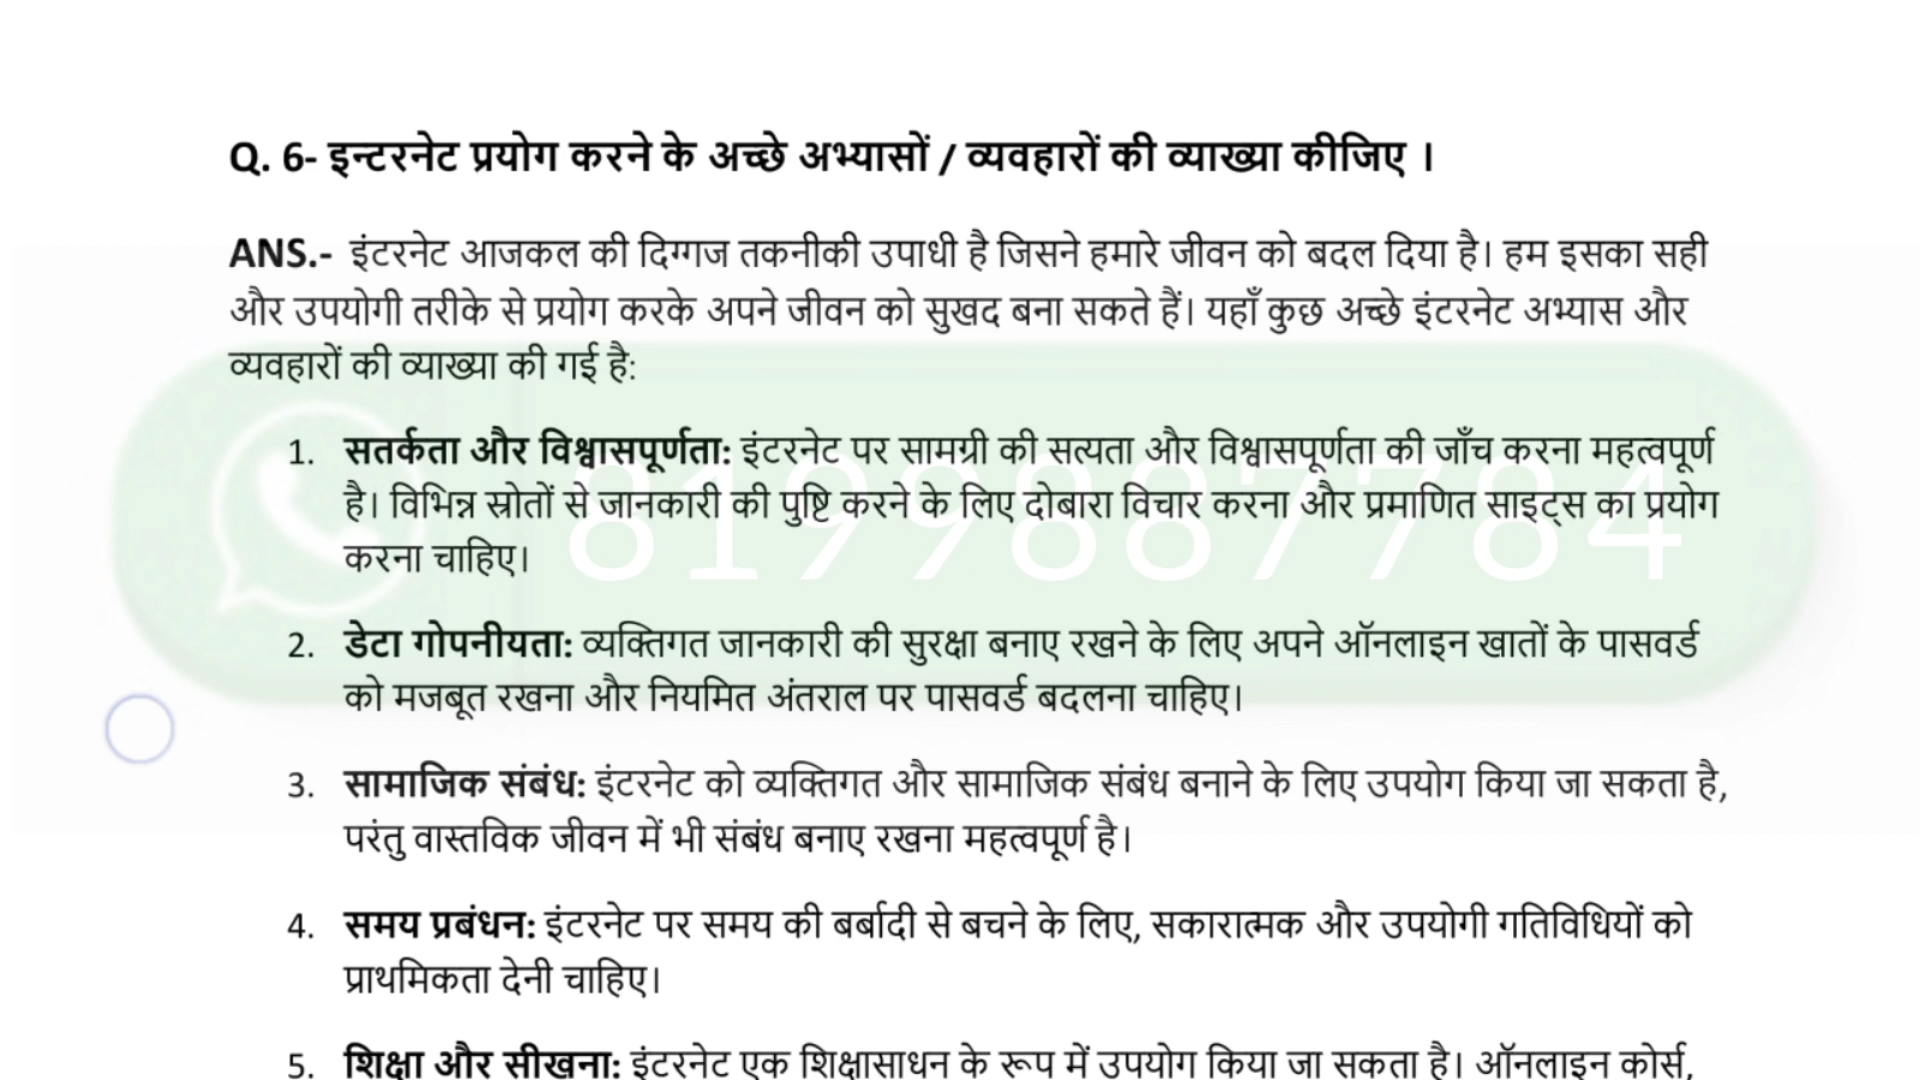 Q. 6- इन्टरनेट प्रयोग करने के अच्छे अभ्यासों / व्यवहारों की व्याख्या कीजिए ।
ANS.- इंटरनेट आजकल की दिग्गज तकनीकी उपाधी है जिसने हमारे जीवन को बदल दिया है। हम इसका सही
और उपयोगी तरीके से प्रयोग करके अपने जीवन को सुखद बना सकते हैं। यहाँ कुछ अच्छे इंटरनेट अभ्यास और
व्यवहारों की व्याख्या की गई है:
1. सतर्कता और विश्वासपूर्णता: इंटरनेट पर सामग्री की सत्यता और विश्वासपूर्णता की जाँच करना महत्वपूर्ण
है। विभिन्न स्रोतों से जानकारी की पुष्टि करने के लिए दोबारा विचार करना और प्रमाणित साइट्स का प्रयोग
करना चाहिए।
8199887784
2. डेटा गोपनीयता: व्यक्तिगत जानकारी की सुरक्षा बनाए रखने के लिए अपने ऑनलाइन खातों के पासवर्ड
को मजबूत रखना और नियमित अंतराल पर पासवर्ड बदलना चाहिए।
3. सामाजिक संबंध: इंटरनेट को व्यक्तिगत और सामाजिक संबंध बनाने के लिए उपयोग किया जा सकता है,
परंतु वास्तविक जीवन में भी संबंध बनाए रखना महत्वपूर्ण है।
4. समय प्रबंधन: इंटरनेट पर समय की बर्बादी से बचने के लिए, सकारात्मक और उपयोगी गतिविधियों को
प्राथमिकता देनी चाहिए।
5. शिक्षा और सीखना: इंटरनेट एक शिक्षासाधन के रूप में उपयोग किया जा सकता है। ऑनलाइन कोर्स,